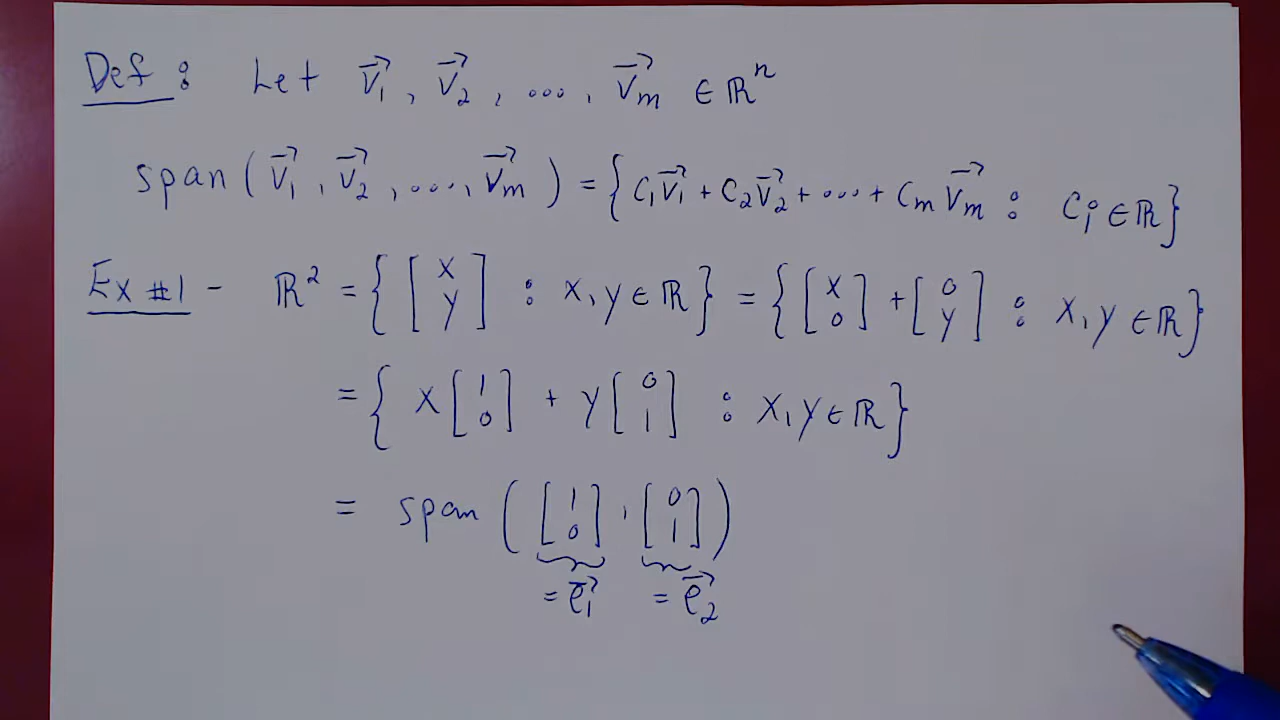 Def : Let v⃗₁, v⃗₂, ..., v⃗ₘ ∈ ℝⁿ
span(v⃗₁, v⃗₂, ..., v⃗ₘ) = {c₁v⃗₁ + c₂v⃗₂ + ... + cₘv⃗ₘ : cᵢ ∈ ℝ}
Ex #1 - ℝ² = { [x y] : x, y ∈ ℝ } = { [x 0] + [0 y] : x, y ∈ ℝ }
= { x [1 0] + y [0 1] : x, y ∈ ℝ }
= span ( [1 0], [0 1] )
= e⃗₁ = e⃗₂